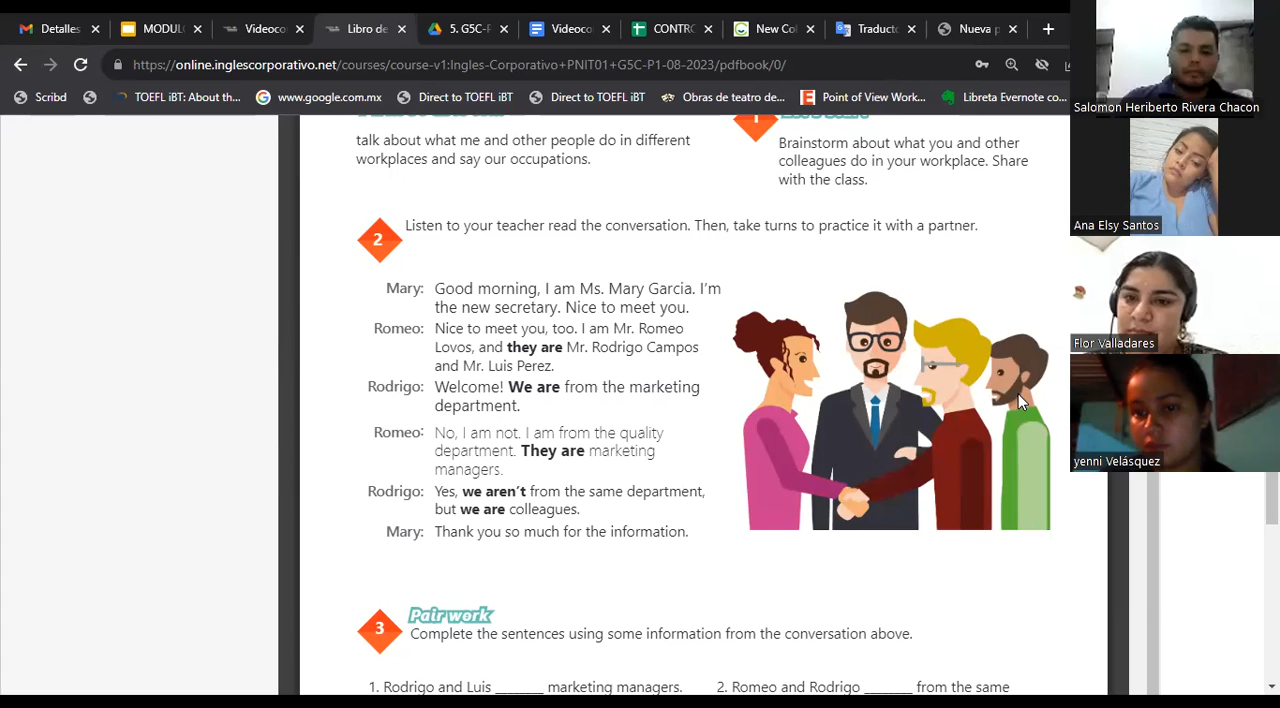 Detalles
MODUL
Videoco
Libro de
5. G5C-F
Videoco
CONTR
New Col
Traducto
Nueva p
https://online.inglescorporativo.net/courses/course-v1:Ingles-Corporativo+PNIT01+G5C-P1-08-2023/pdfbook/0/
Scribd
TOEFL iBT: About th...
www.google.com.mx
Direct to TOEFL iBT
Direct to TOEFL iBT
Obras de teatro de...
Point of View Work...
Libreta Evernote co...
talk about what me and other people do in different
workplaces and say our occupations.
1
Brainstorm about what you and other
colleagues do in your workplace. Share
with the class.
2
Listen to your teacher read the conversation. Then, take turns to practice it with a partner.
Mary: Good morning, I am Ms. Mary Garcia. I'm
the new secretary. Nice to meet you.
Romeo: Nice to meet you, too. I am Mr. Romeo
Lovos, and they are Mr. Rodrigo Campos
and Mr. Luis Perez.
Rodrigo: Welcome! We are from the marketing
department.
Romeo: No, I am not. I am from the quality
department. They are marketing
managers.
Rodrigo: Yes, we aren't from the same department,
but we are colleagues.
Mary: Thank you so much for the information.
3
Pair work
Complete the sentences using some information from the conversation above.
1. Rodrigo and Luis _______ marketing managers.
2. Romeo and Rodrigo _______ from the same
Salomon Heriberto Rivera Chacon
Ana Elsy Santos
Flor Valladares
yenni Velásquez